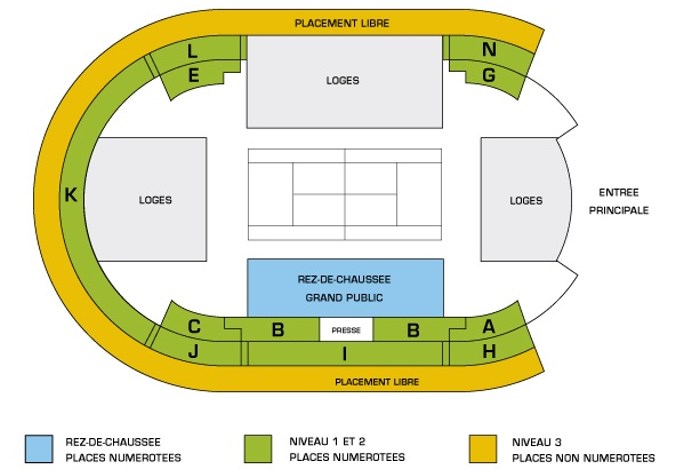 PLACEMENT LIBRE
L
N
E
G
LOGES
K
LOGES
LOGES
ENTREE
PRINCIPALE
REZ-DE-CHAUSSEE
GRAND PUBLIC
C
B
PRESSE
B
A
J
I
H
PLACEMENT LIBRE
REZ-DE-CHAUSSEE
PLACES NUMEROTEES
NIVEAU 1 ET 2
PLACES NUMEROTEES
NIVEAU 3
PLACES NON NUMEROTEES